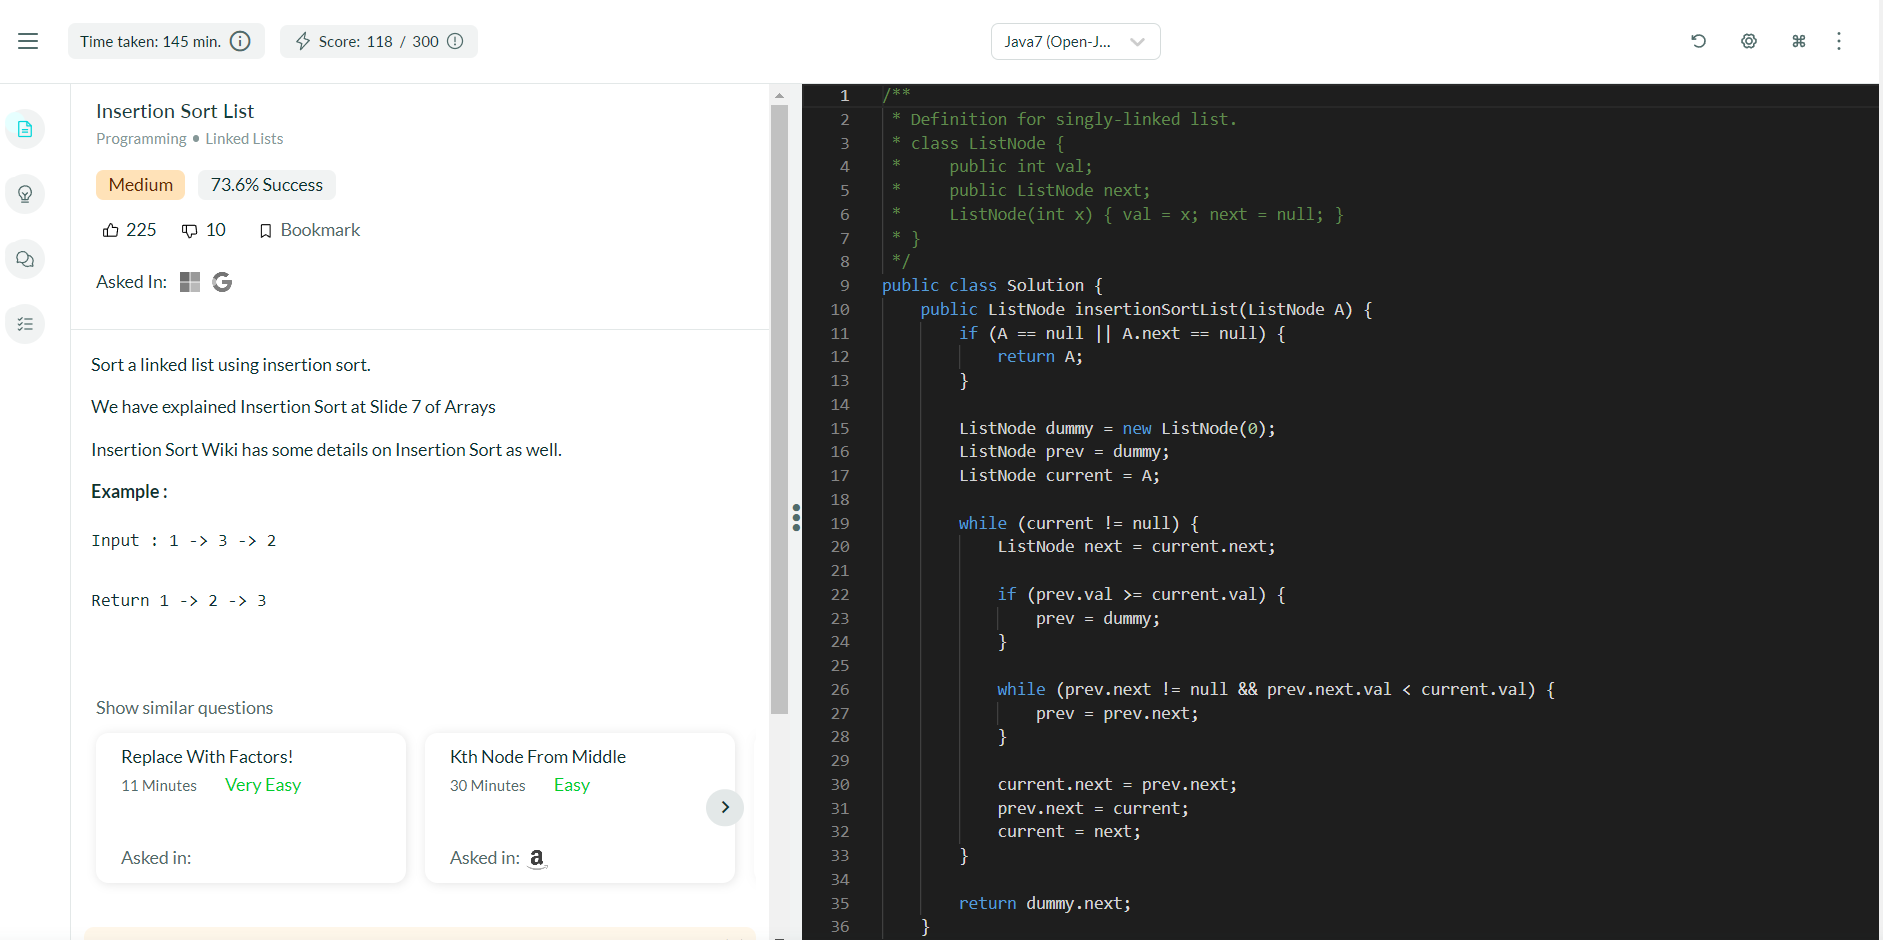 Time taken: 145 min.
Score: 118 / 300
Java7 (Open-J...
Insertion Sort List
Programming • Linked Lists
Medium 73.6% Success
225 10 Bookmark
Asked In:
Sort a linked list using insertion sort.
We have explained Insertion Sort at Slide 7 of Arrays
Insertion Sort Wiki has some details on Insertion Sort as well.
Example :
Input : 1 -> 3 -> 2
Return 1 -> 2 -> 3
Show similar questions
Replace With Factors!
11 Minutes Very Easy
Asked in:
Kth Node From Middle
30 Minutes Easy
Asked in: a
1 /**
2 * Definition for singly-linked list.
3 * class ListNode {
4 *     public int val;
5 *     public ListNode next;
6 *     ListNode(int x) { val = x; next = null; }
7 * }
8 */
9 public class Solution {
10     public ListNode insertionSortList(ListNode A) {
11         if (A == null || A.next == null) {
12             return A;
13         }
14
15         ListNode dummy = new ListNode(0);
16         ListNode prev = dummy;
17         ListNode current = A;
18
19         while (current != null) {
20             ListNode next = current.next;
21
22             if (prev.val >= current.val) {
23                 prev = dummy;
24             }
25
26             while (prev.next != null && prev.next.val < current.val) {
27                 prev = prev.next;
28             }
29
30             current.next = prev.next;
31             prev.next = current;
32             current = next;
33         }
34
35         return dummy.next;
36     }